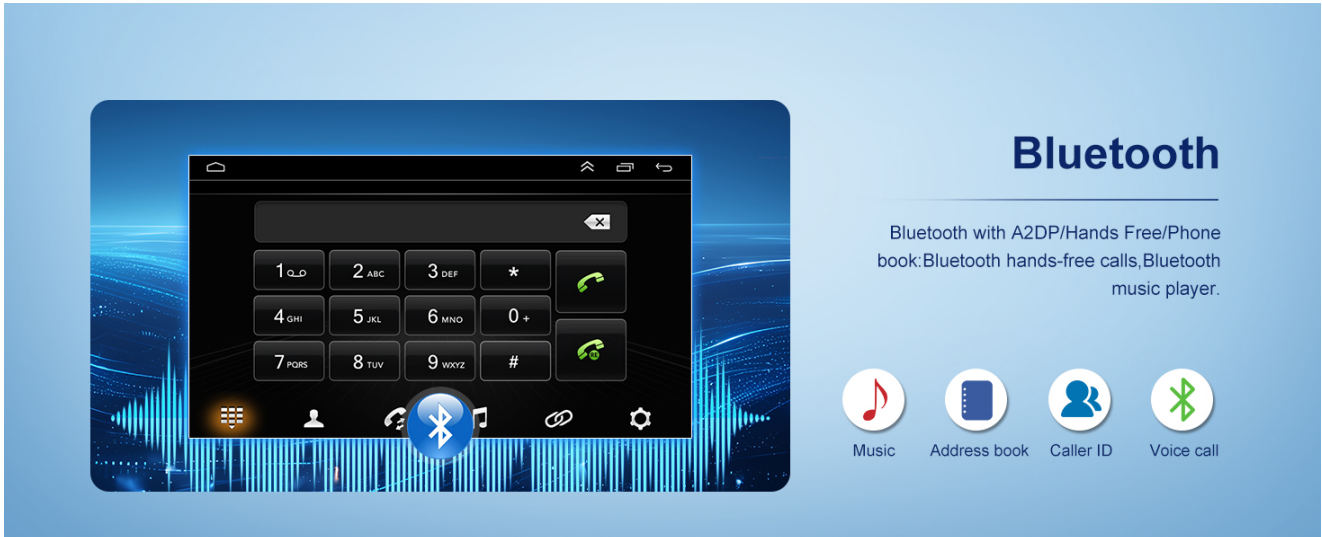 1
2 ABC
3 DEF
*
4 GHI
5 JKL
6 MNO
0 +
7 PQRS
8 TUV
9 WXYZ
#
Bluetooth
Bluetooth with A2DP/Hands Free/Phone
book:Bluetooth hands-free calls,Bluetooth
music player.
Music
Address book
Caller ID
Voice call